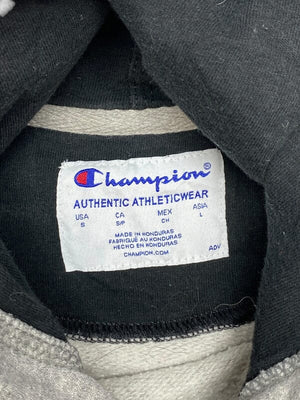 Champion®
AUTHENTIC ATHLETICWEAR
USA CA MEX ASIA
S S/P CH L
MADE IN HONDURAS
FABRIQUÉ AU HONDURAS
HECHO EN HONDURAS
CHAMPION.COM ADV